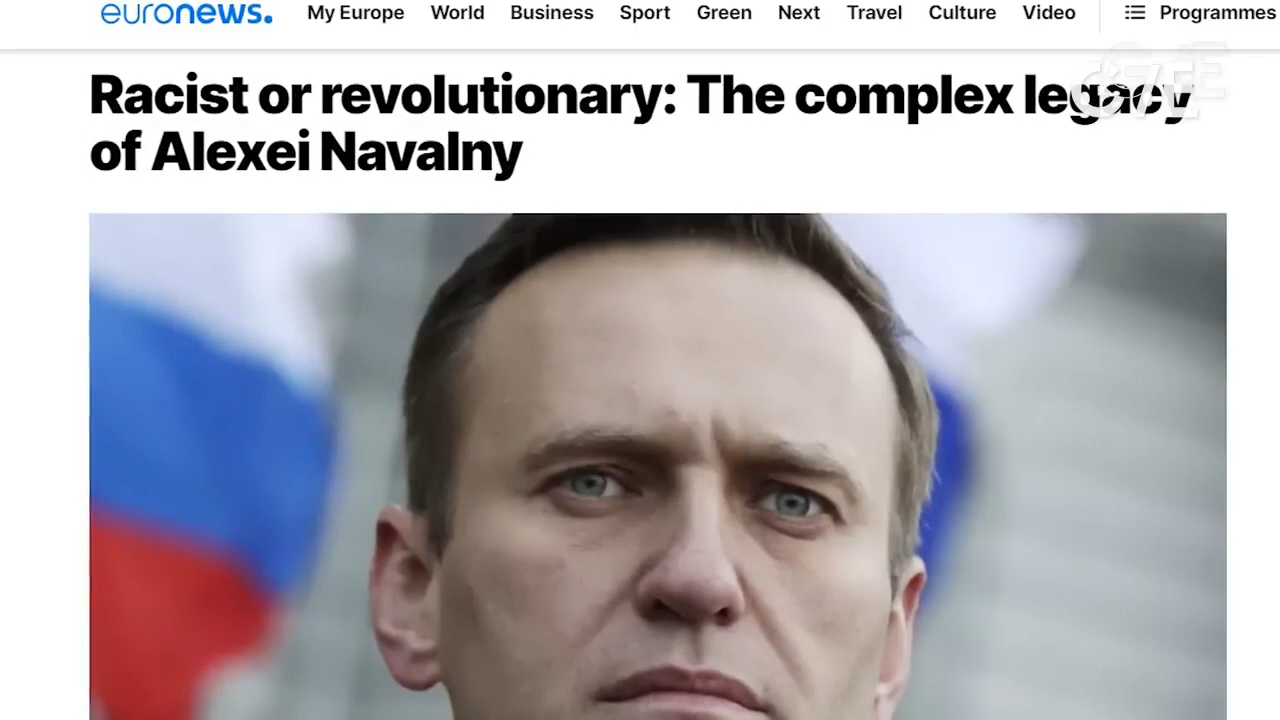 euronews.
My Europe World Business Sport Green Next Travel Culture Video Programmes
Racist or revolutionary: The complex legacy
of Alexei Navalny